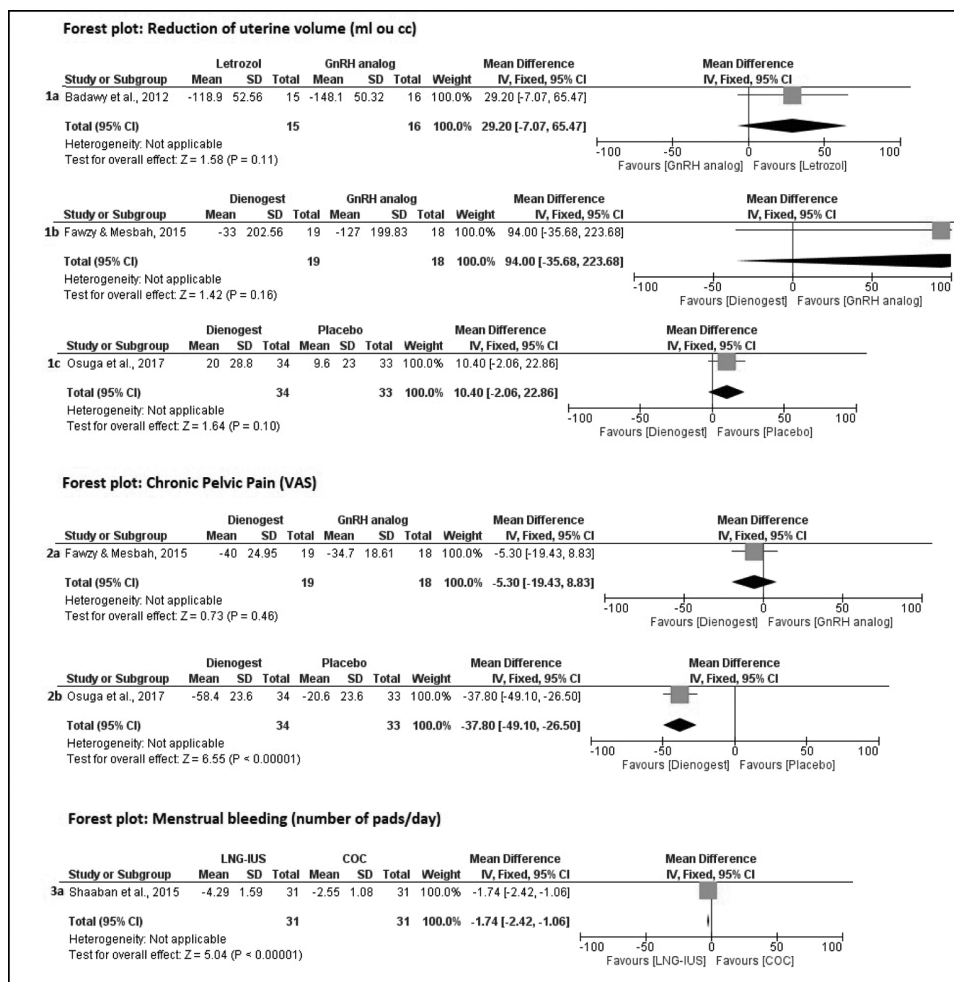 Forest plot: Reduction of uterine volume (ml ou cc)
Letrozol GnRH analog Mean Difference Mean Difference
Study or Subgroup Mean SD Total Mean SD Total Weight IV, Fixed, 95% CI IV, Fixed, 95% CI
1a Badawy et al., 2012 -118.9 52.56 15 -148.1 50.32 16 100.0% 29.20 [-7.07, 65.47]
Total (95% CI) 15 16 100.0% 29.20 [-7.07, 65.47]
Heterogeneity: Not applicable
Test for overall effect: Z = 1.58 (P = 0.11)
-100 -50 0 50 100
Favours [GnRH analog] Favours [Letrozol]
Dienogest GnRH analog Mean Difference Mean Difference
Study or Subgroup Mean SD Total Mean SD Total Weight IV, Fixed, 95% CI IV, Fixed, 95% CI
1b Fawzy & Mesbah, 2015 -33 202.56 19 -127 199.83 18 100.0% 94.00 [-35.68, 223.68]
Total (95% CI) 19 18 100.0% 94.00 [-35.68, 223.68]
Heterogeneity: Not applicable
Test for overall effect: Z = 1.42 (P = 0.16)
-100 -50 0 50 100
Favours [Dienogest] Favours [GnRH analog]
Dienogest Placebo Mean Difference Mean Difference
Study or Subgroup Mean SD Total Mean SD Total Weight IV, Fixed, 95% CI IV, Fixed, 95% CI
1c Osuga et al., 2017 20 28.8 34 9.6 23 33 100.0% 10.40 [-2.06, 22.86]
Total (95% CI) 34 33 100.0% 10.40 [-2.06, 22.86]
Heterogeneity: Not applicable
Test for overall effect: Z = 1.64 (P = 0.10)
-100 -50 0 50 100
Favours [Dienogest] Favours [Placebo]
Forest plot: Chronic Pelvic Pain (VAS)
Dienogest GnRH analog Mean Difference Mean Difference
Study or Subgroup Mean SD Total Mean SD Total Weight IV, Fixed, 95% CI IV, Fixed, 95% CI
2a Fawzy & Mesbah, 2015 -40 24.95 19 -34.7 18.61 18 100.0% -5.30 [-19.43, 8.83]
Total (95% CI) 19 18 100.0% -5.30 [-19.43, 8.83]
Heterogeneity: Not applicable
Test for overall effect: Z = 0.73 (P = 0.46)
-100 -50 0 50 100
Favours [Dienogest] Favours [GnRH analog]
Dienogest Placebo Mean Difference Mean Difference
Study or Subgroup Mean SD Total Mean SD Total Weight IV, Fixed, 95% CI IV, Fixed, 95% CI
2b Osuga et al., 2017 -58.4 23.6 34 -20.6 23.6 33 100.0% -37.80 [-49.10, -26.50]
Total (95% CI) 34 33 100.0% -37.80 [-49.10, -26.50]
Heterogeneity: Not applicable
Test for overall effect: Z = 6.55 (P < 0.00001)
-100 -50 0 50 100
Favours [Dienogest] Favours [Placebo]
Forest plot: Menstrual bleeding (number of pads/day)
LNG-IUS COC Mean Difference Mean Difference
Study or Subgroup Mean SD Total Mean SD Total Weight IV, Fixed, 95% CI IV, Fixed, 95% CI
3a Shaaban et al., 2015 -4.29 1.59 31 -2.55 1.08 31 100.0% -1.74 [-2.42, -1.06]
Total (95% CI) 31 31 100.0% -1.74 [-2.42, -1.06]
Heterogeneity: Not applicable
Test for overall effect: Z = 5.04 (P < 0.00001)
-100 -50 0 50 100
Favours [LNG-IUS] Favours [COC]